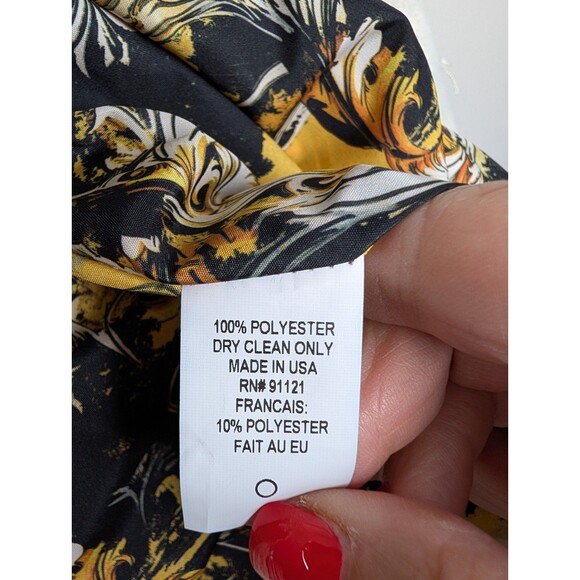 100% POLYESTER
DRY CLEAN ONLY
MADE IN USA
RN# 91121
FRANCAIS:
10% POLYESTER
FAIT AU EU